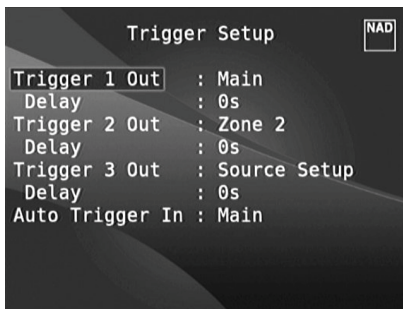 Trigger Setup
NAD
Trigger 1 Out : Main
Delay : 0s
Trigger 2 Out : Zone 2
Delay : 0s
Trigger 3 Out : Source Setup
Delay : 0s
Auto Trigger In : Main